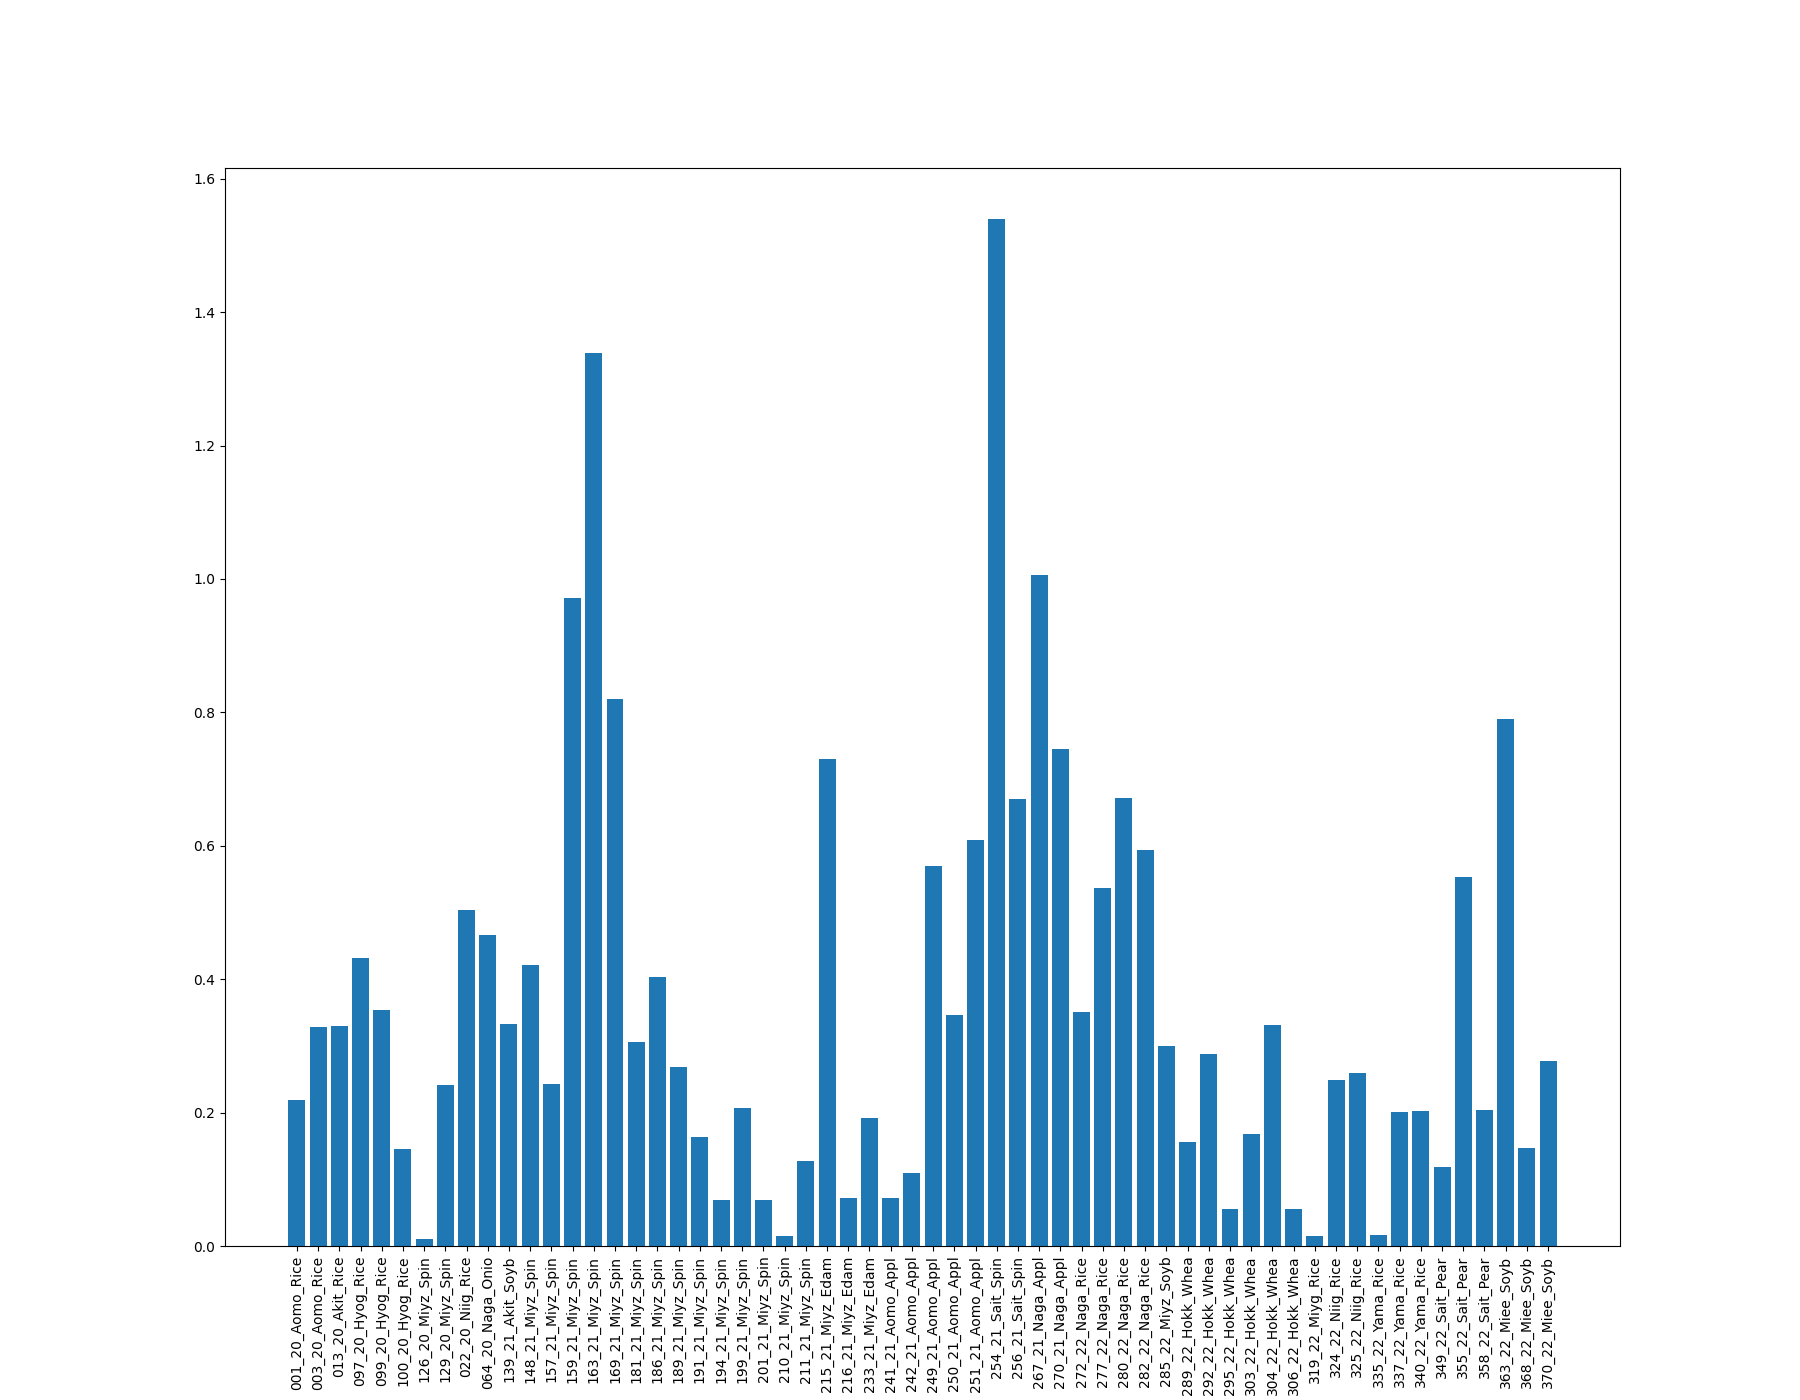 1.6
1.4
1.2
1.0
0.8
0.6
0.4
0.2
0.0
001_20_Aomo_Rice
003_20_Aomo_Rice
013_20_Akit_Rice
097_20_Hyog_Rice
099_20_Hyog_Rice
100_20_Hyog_Rice
126_20_Miyz_Spin
129_20_Miyz_Spin
022_20_Niig_Rice
064_20_Naga_Onio
139_21_Akit_Soyb
148_21_Miyz_Spin
157_21_Miyz_Spin
159_21_Miyz_Spin
163_21_Miyz_Spin
169_21_Miyz_Spin
181_21_Miyz_Spin
186_21_Miyz_Spin
189_21_Miyz_Spin
191_21_Miyz_Spin
194_21_Miyz_Spin
199_21_Miyz_Spin
201_21_Miyz_Spin
210_21_Miyz_Spin
211_21_Miyz_Spin
215_21_Miyz_Edam
216_21_Miyz_Edam
233_21_Miyz_Edam
241_21_Aomo_Appl
242_21_Aomo_Appl
249_21_Aomo_Appl
250_21_Aomo_Appl
251_21_Aomo_Appl
254_21_Sait_Spin
256_21_Sait_Spin
267_21_Naga_Appl
270_21_Naga_Appl
272_22_Naga_Rice
277_22_Naga_Rice
280_22_Naga_Rice
282_22_Naga_Rice
285_22_Miyz_Soyb
289_22_Hokk_Whea
292_22_Hokk_Whea
295_22_Hokk_Whea
303_22_Hokk_Whea
304_22_Hokk_Whea
306_22_Hokk_Whea
319_22_Miyg_Rice
324_22_Niig_Rice
325_22_Niig_Rice
335_22_Yama_Rice
337_22_Yama_Rice
340_22_Yama_Rice
349_22_Sait_Pear
355_22_Sait_Pear
358_22_Sait_Pear
363_22_Miee_Soyb
368_22_Miee_Soyb
370_22_Miee_Soyb